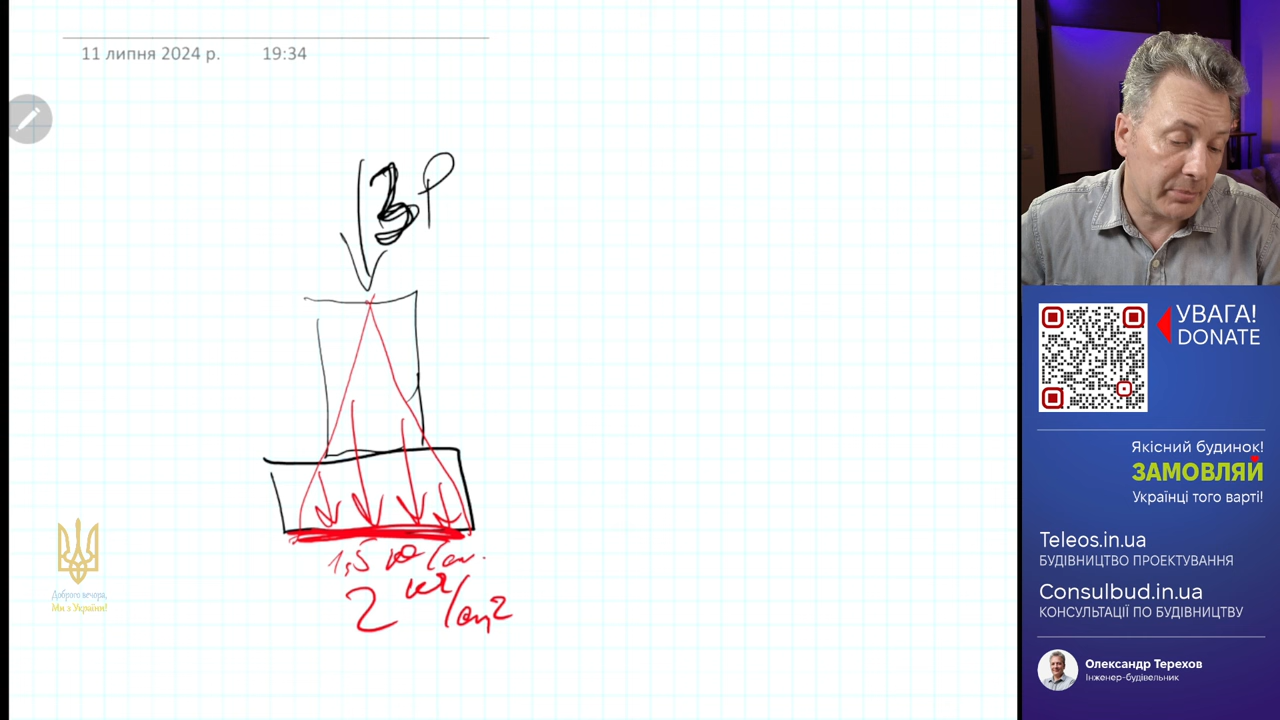 11 липня 2024 р. 19:34
P
1,5 кг/см.
2 кг/см2
Доброго вечора,
Ми з України!
УВАГА!
DONATE
Якісний будинок!
ЗАМОВЛЯЙ
Українці того варті!
Teleos.in.ua
БУДІВНИЦТВО ПРОЕКТУВАННЯ
Consulbud.in.ua
КОНСУЛЬТАЦІЇ ПО БУДІВНИЦТВУ
Олександр Терехов
Інженер-будівельник